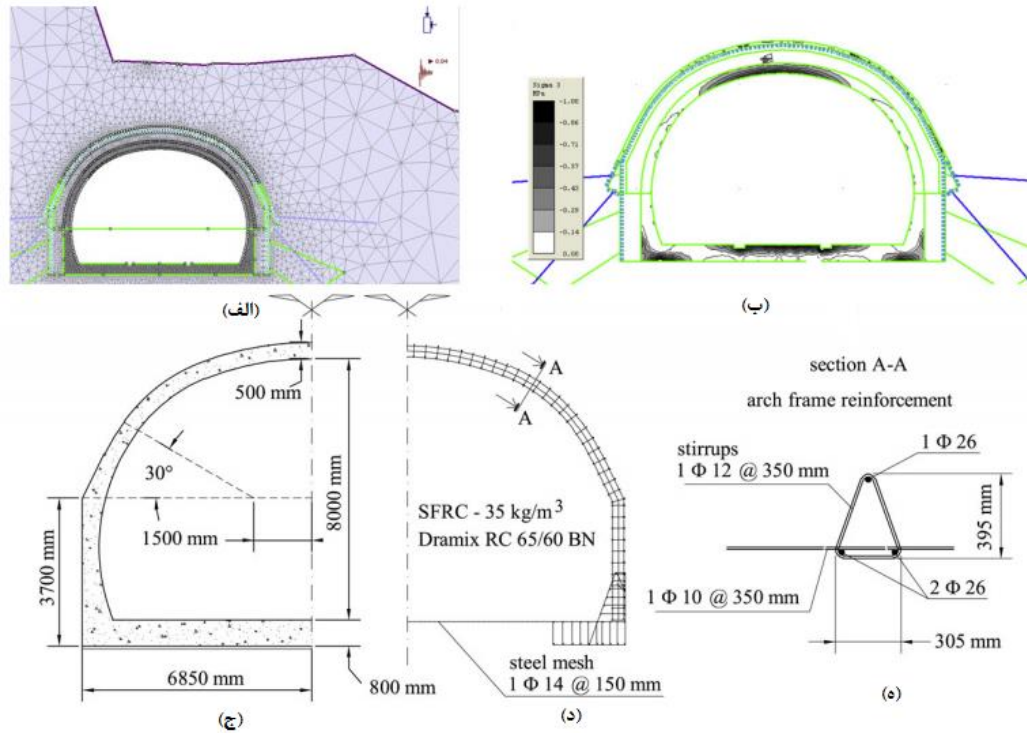 0.04
Sigma 3
MPa
-1.00
-0.86
-0.71
-0.57
-0.43
-0.29
-0.14
0.00
(الف)
(ب)
500 mm
30°
1500 mm
8000 mm
3700 mm
6850 mm
800 mm
(ج)
A
A
SFRC - 35 kg/m³
Dramix RC 65/60 BN
steel mesh
1 Φ 14 @ 150 mm
(د)
section A-A
arch frame reinforcement
stirrups
1 Φ 12 @ 350 mm
1 Φ 26
395 mm
1 Φ 10 @ 350 mm
2 Φ 26
305 mm
(ه)